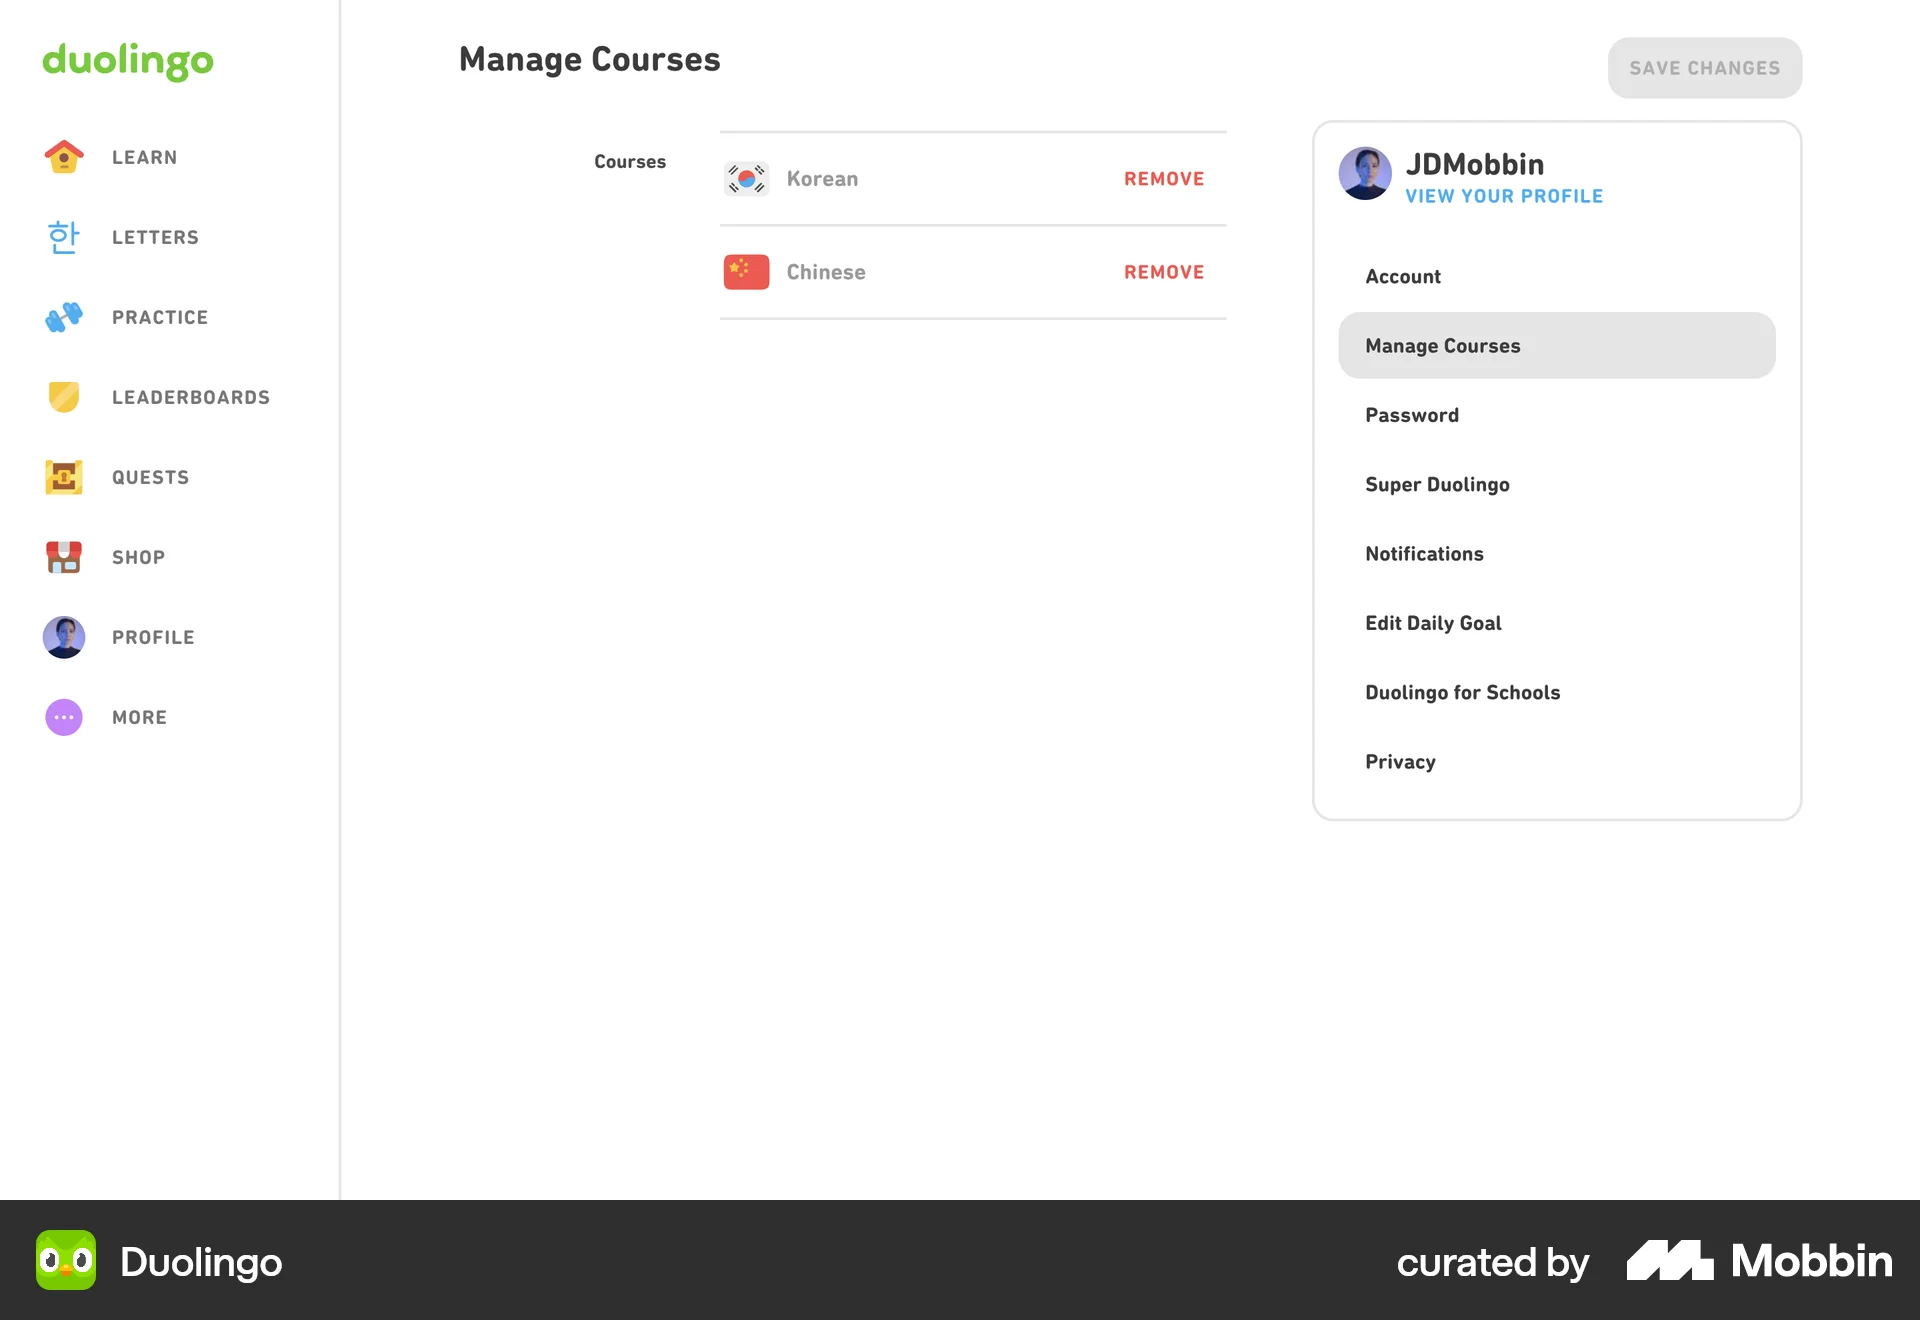 duolingo
LEARN
한
LETTERS
PRACTICE
LEADERBOARDS
QUESTS
SHOP
PROFILE
MORE
Manage Courses
SAVE CHANGES
Courses
Korean
REMOVE
Chinese
REMOVE
JDMobbin
VIEW YOUR PROFILE
Account
Manage Courses
Password
Super Duolingo
Notifications
Edit Daily Goal
Duolingo for Schools
Privacy
Duolingo
curated by
Mobbin